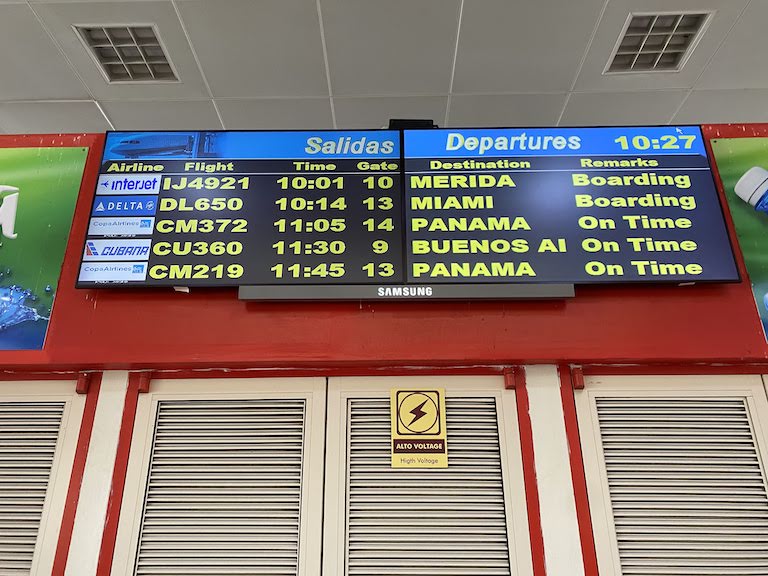 Salidas Departures 10:27
Airline Flight Time Gate Destination Remarks
interjet IJ4921 10:01 10 MERIDA Boarding
DELTA DL650 10:14 13 MIAMI Boarding
CopaAirlines CM372 11:05 14 PANAMA On Time
CUBANA CU360 11:30 9 BUENOS AI On Time
CopaAirlines CM219 11:45 13 PANAMA On Time
SAMSUNG
ALTO VOLTAGE
Higth Voltage